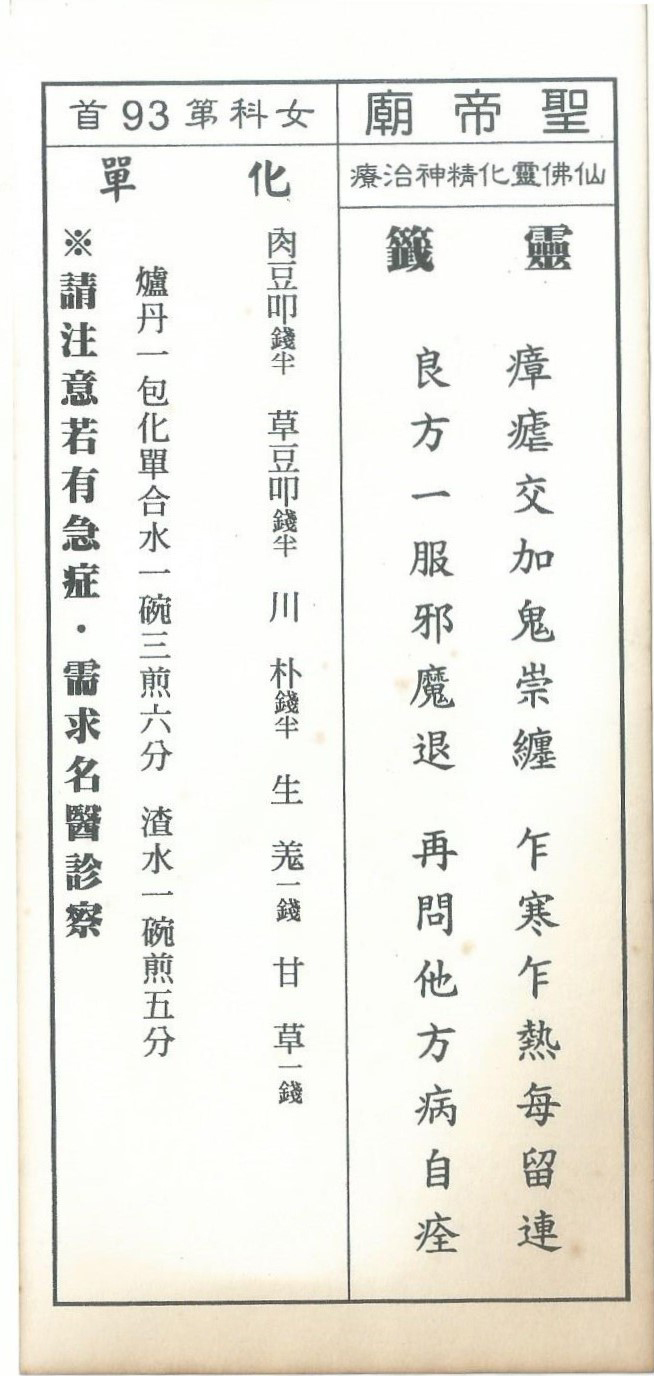 聖帝廟
仙佛靈化精神治療
靈籤
瘴瘧交加鬼崇纏　乍寒乍熱每留連
良方一服邪魔退　再問他方病自痊
女科第93首
化單
肉豆叩錢半　草豆叩錢半　川朴錢半　生羗一錢　甘草一錢
爐丹一包化單合水一碗三煎六分　渣水一碗煎五分
※請注意若有急症・需求名醫診察